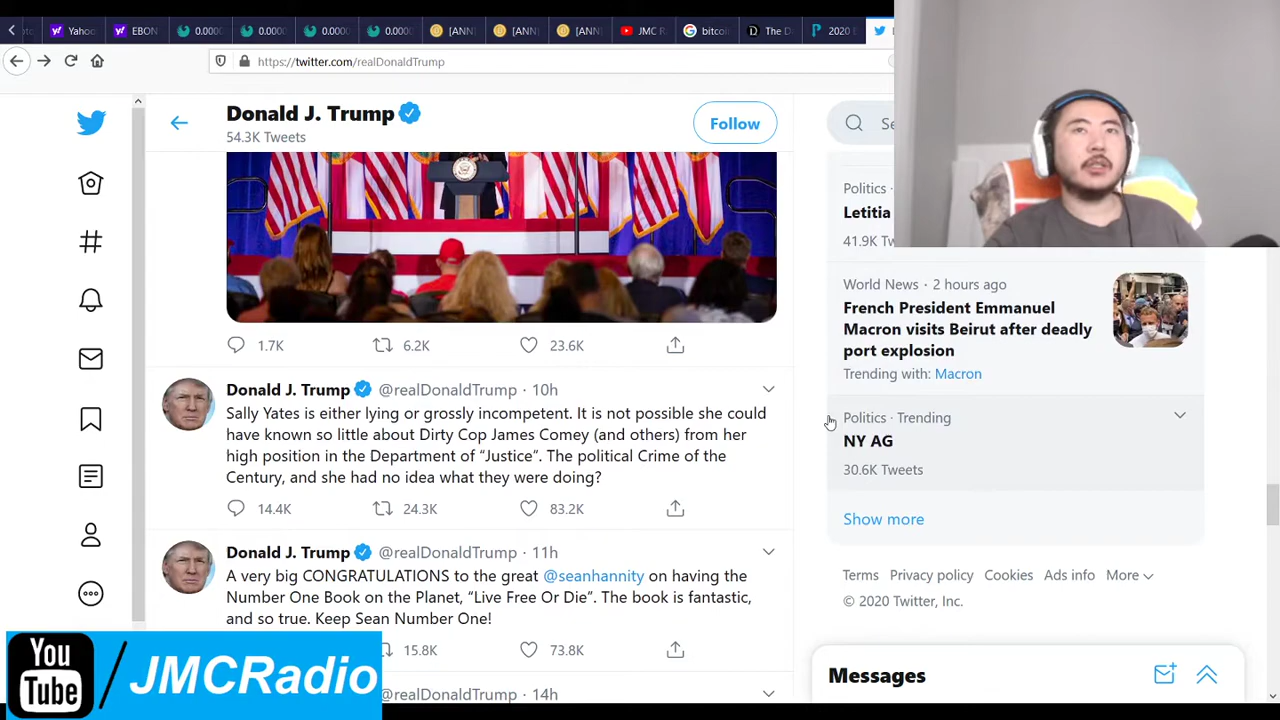 Yahoo
EBON
0.0000
0.000
0.000
0.000
[ANN]
[ANN]
[ANN]
JMC R
bitcoi
The D
2020
https://twitter.com/realDonaldTrump
Donald J. Trump
54.3K Tweets
Follow
1.7K
6.2K
23.6K
Donald J. Trump @realDonaldTrump · 10h
Sally Yates is either lying or grossly incompetent. It is not possible she could
have known so little about Dirty Cop James Comey (and others) from her
high position in the Department of “Justice”. The political Crime of the
Century, and she had no idea what they were doing?
14.4K
24.3K
83.2K
Donald J. Trump @realDonaldTrump · 11h
A very big CONGRATULATIONS to the great @seanhannity on having the
Number One Book on the Planet, “Live Free Or Die”. The book is fantastic,
and so true. Keep Sean Number One!
15.8K
73.8K
@realDonaldTrump · 14h
Se
Politics ·
Letitia
41.9K Tw
World News · 2 hours ago
French President Emmanuel
Macron visits Beirut after deadly
port explosion
Trending with: Macron
Politics · Trending
NY AG
30.6K Tweets
Show more
Terms Privacy policy Cookies Ads info More
© 2020 Twitter, Inc.
Messages
You
Tube
/JMCRadio